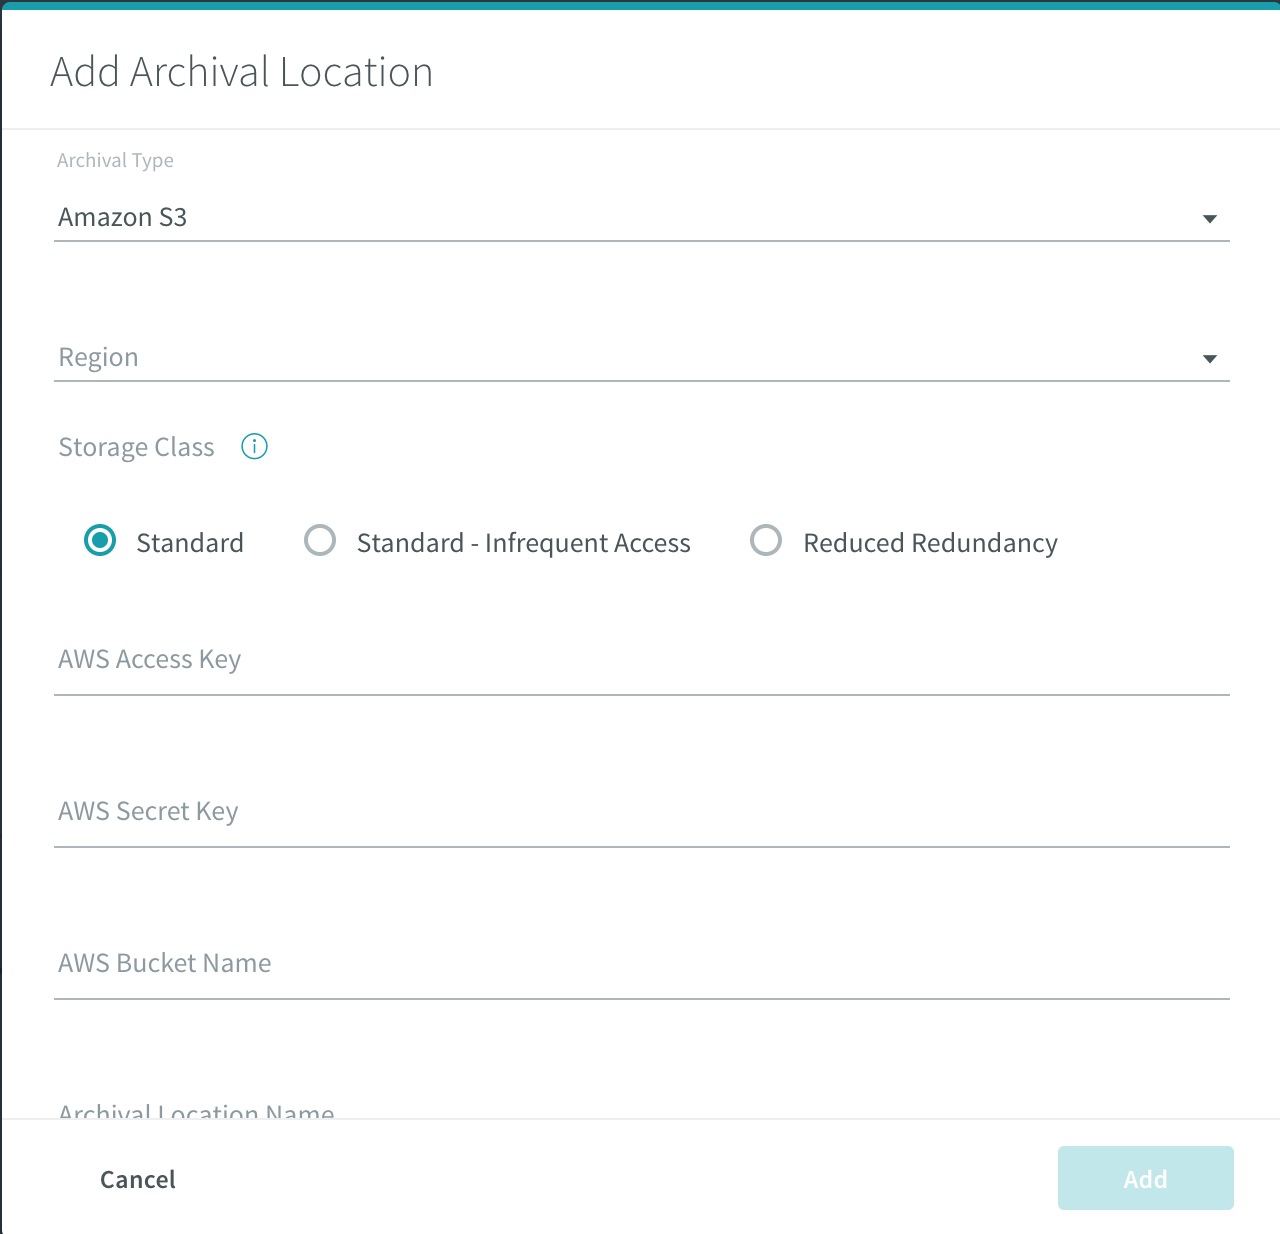 Add Archival Location
Archival Type
Amazon S3
Region
Storage Class
Standard Standard - Infrequent Access Reduced Redundancy
AWS Access Key
AWS Secret Key
AWS Bucket Name
Archival Location Name
Cancel Add